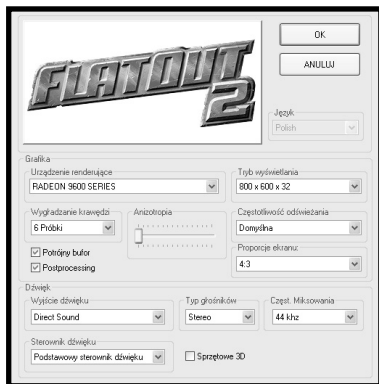 FLATOUT 2
OK
ANULUJ
Język
Polish
Grafika
Urządzenie renderujące
RADEON 9600 SERIES
Tryb wyświetlania
800 x 600 x 32
Wygładzanie krawędzi
6 Próbki
Anizotropia
Częstotliwość odświeżania
Domyślna
Potrójny bufor
Postprocessing
Proporcje ekranu:
4:3
Dźwięk
Wyjście dźwięku
Direct Sound
Typ głośników
Stereo
Częst. Miksowania
44 khz
Sterownik dźwięku
Podstawowy sterownik dźwięku
Sprzętowe 3D